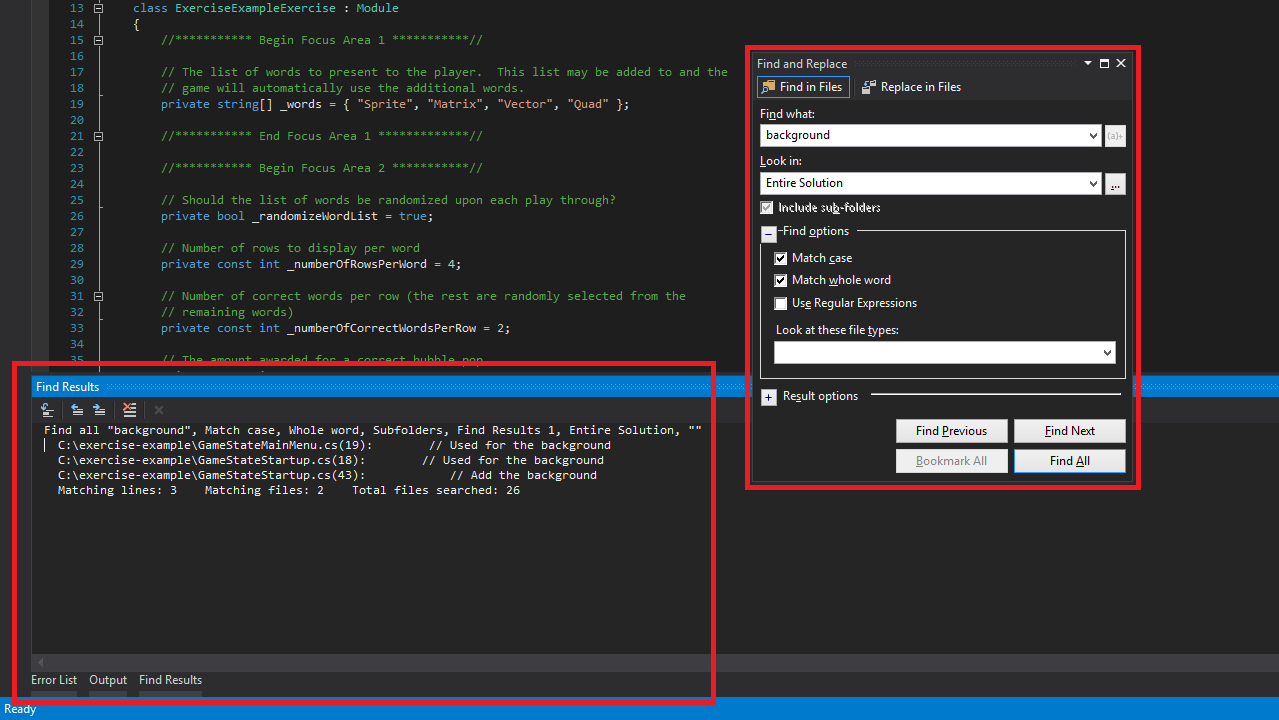 13 class ExerciseExampleExercise : Module
14 {
15 //*********** Begin Focus Area 1 ***********//
16
17 // The list of words to present to the player.  This list may be added to and the
18 // game will automatically use the additional words.
19 private string[] _words = { "Sprite", "Matrix", "Vector", "Quad" };
20
21 //*********** End Focus Area 1 *************//
22
23 //*********** Begin Focus Area 2 ***********//
24
25 // Should the list of words be randomized upon each play through?
26 private bool _randomizeWordList = true;
27
28 // Number of rows to display per word
29 private const int _numberOfRowsPerWord = 4;
30
31 // Number of correct words per row (the rest are randomly selected from the
32 // remaining words)
33 private const int _numberOfCorrectWordsPerRow = 2;
34
35 // The amount awarded for a correct bubble pop
Find and Replace
Find in Files Replace in Files
Find what:
background
(a)+
Look in:
Entire Solution
...
Include sub-folders
Find options
Match case
Match whole word
Use Regular Expressions
Look at these file types:
Result options
Find Previous Find Next
Bookmark All Find All
Find Results
Find all "background", Match case, Whole word, Subfolders, Find Results 1, Entire Solution, ""
C:\exercise-example\GameStateMainMenu.cs(19): // Used for the background
C:\exercise-example\GameStateStartup.cs(18): // Used for the background
C:\exercise-example\GameStateStartup.cs(43): // Add the background
Matching lines: 3 Matching files: 2 Total files searched: 26
Error List Output Find Results
Ready